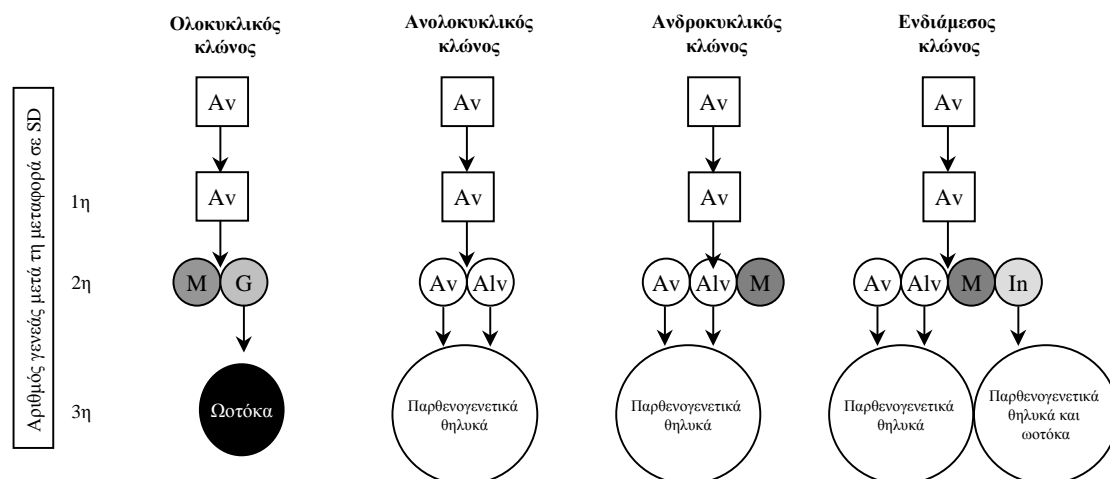 Ολοκυκλικός
κλώνος
Ανολοκυκλικός
κλώνος
Ανδροκυκλικός
κλώνος
Ενδιάμεσος
κλώνος
Αριθμός γενεάς μετά τη μεταφορά σε SD
Av
Av
Av
Av
1η
Av
Av
Av
Av
2η
M
G
Av
Alv
Av
Alv
M
Av
Alv
M
In
3η
Ωοτόκα
Παρθενογενετικά
θηλυκά
Παρθενογενετικά
θηλυκά
Παρθενογενετικά
θηλυκά
Παρθενογενετικά
θηλυκά και
ωοτόκα